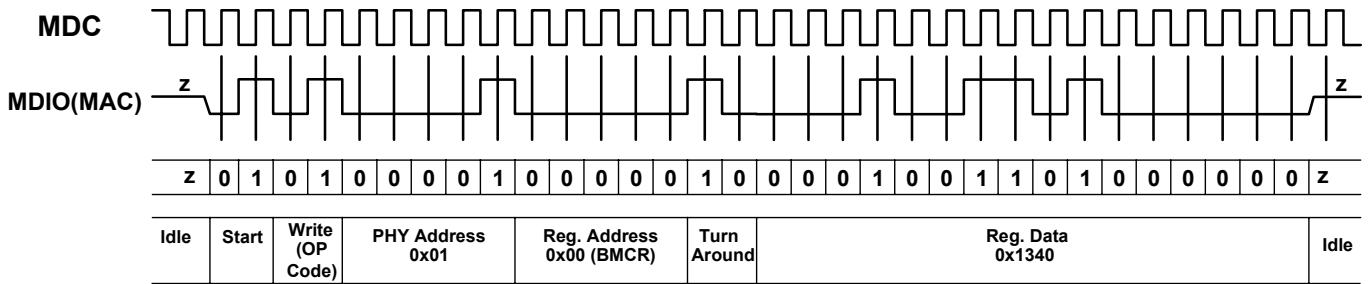 MDC
z z
MDIO(MAC)
z 0 1 0 1 0 0 0 0 1 0 0 0 0 0 1 0 0 0 0 1 0 0 1 1 0 1 0 0 0 0 0 0 z
Idle Start Write (OP Code) PHY Address 0x01 Reg. Address 0x00 (BMCR) Turn Around Reg. Data 0x1340 Idle